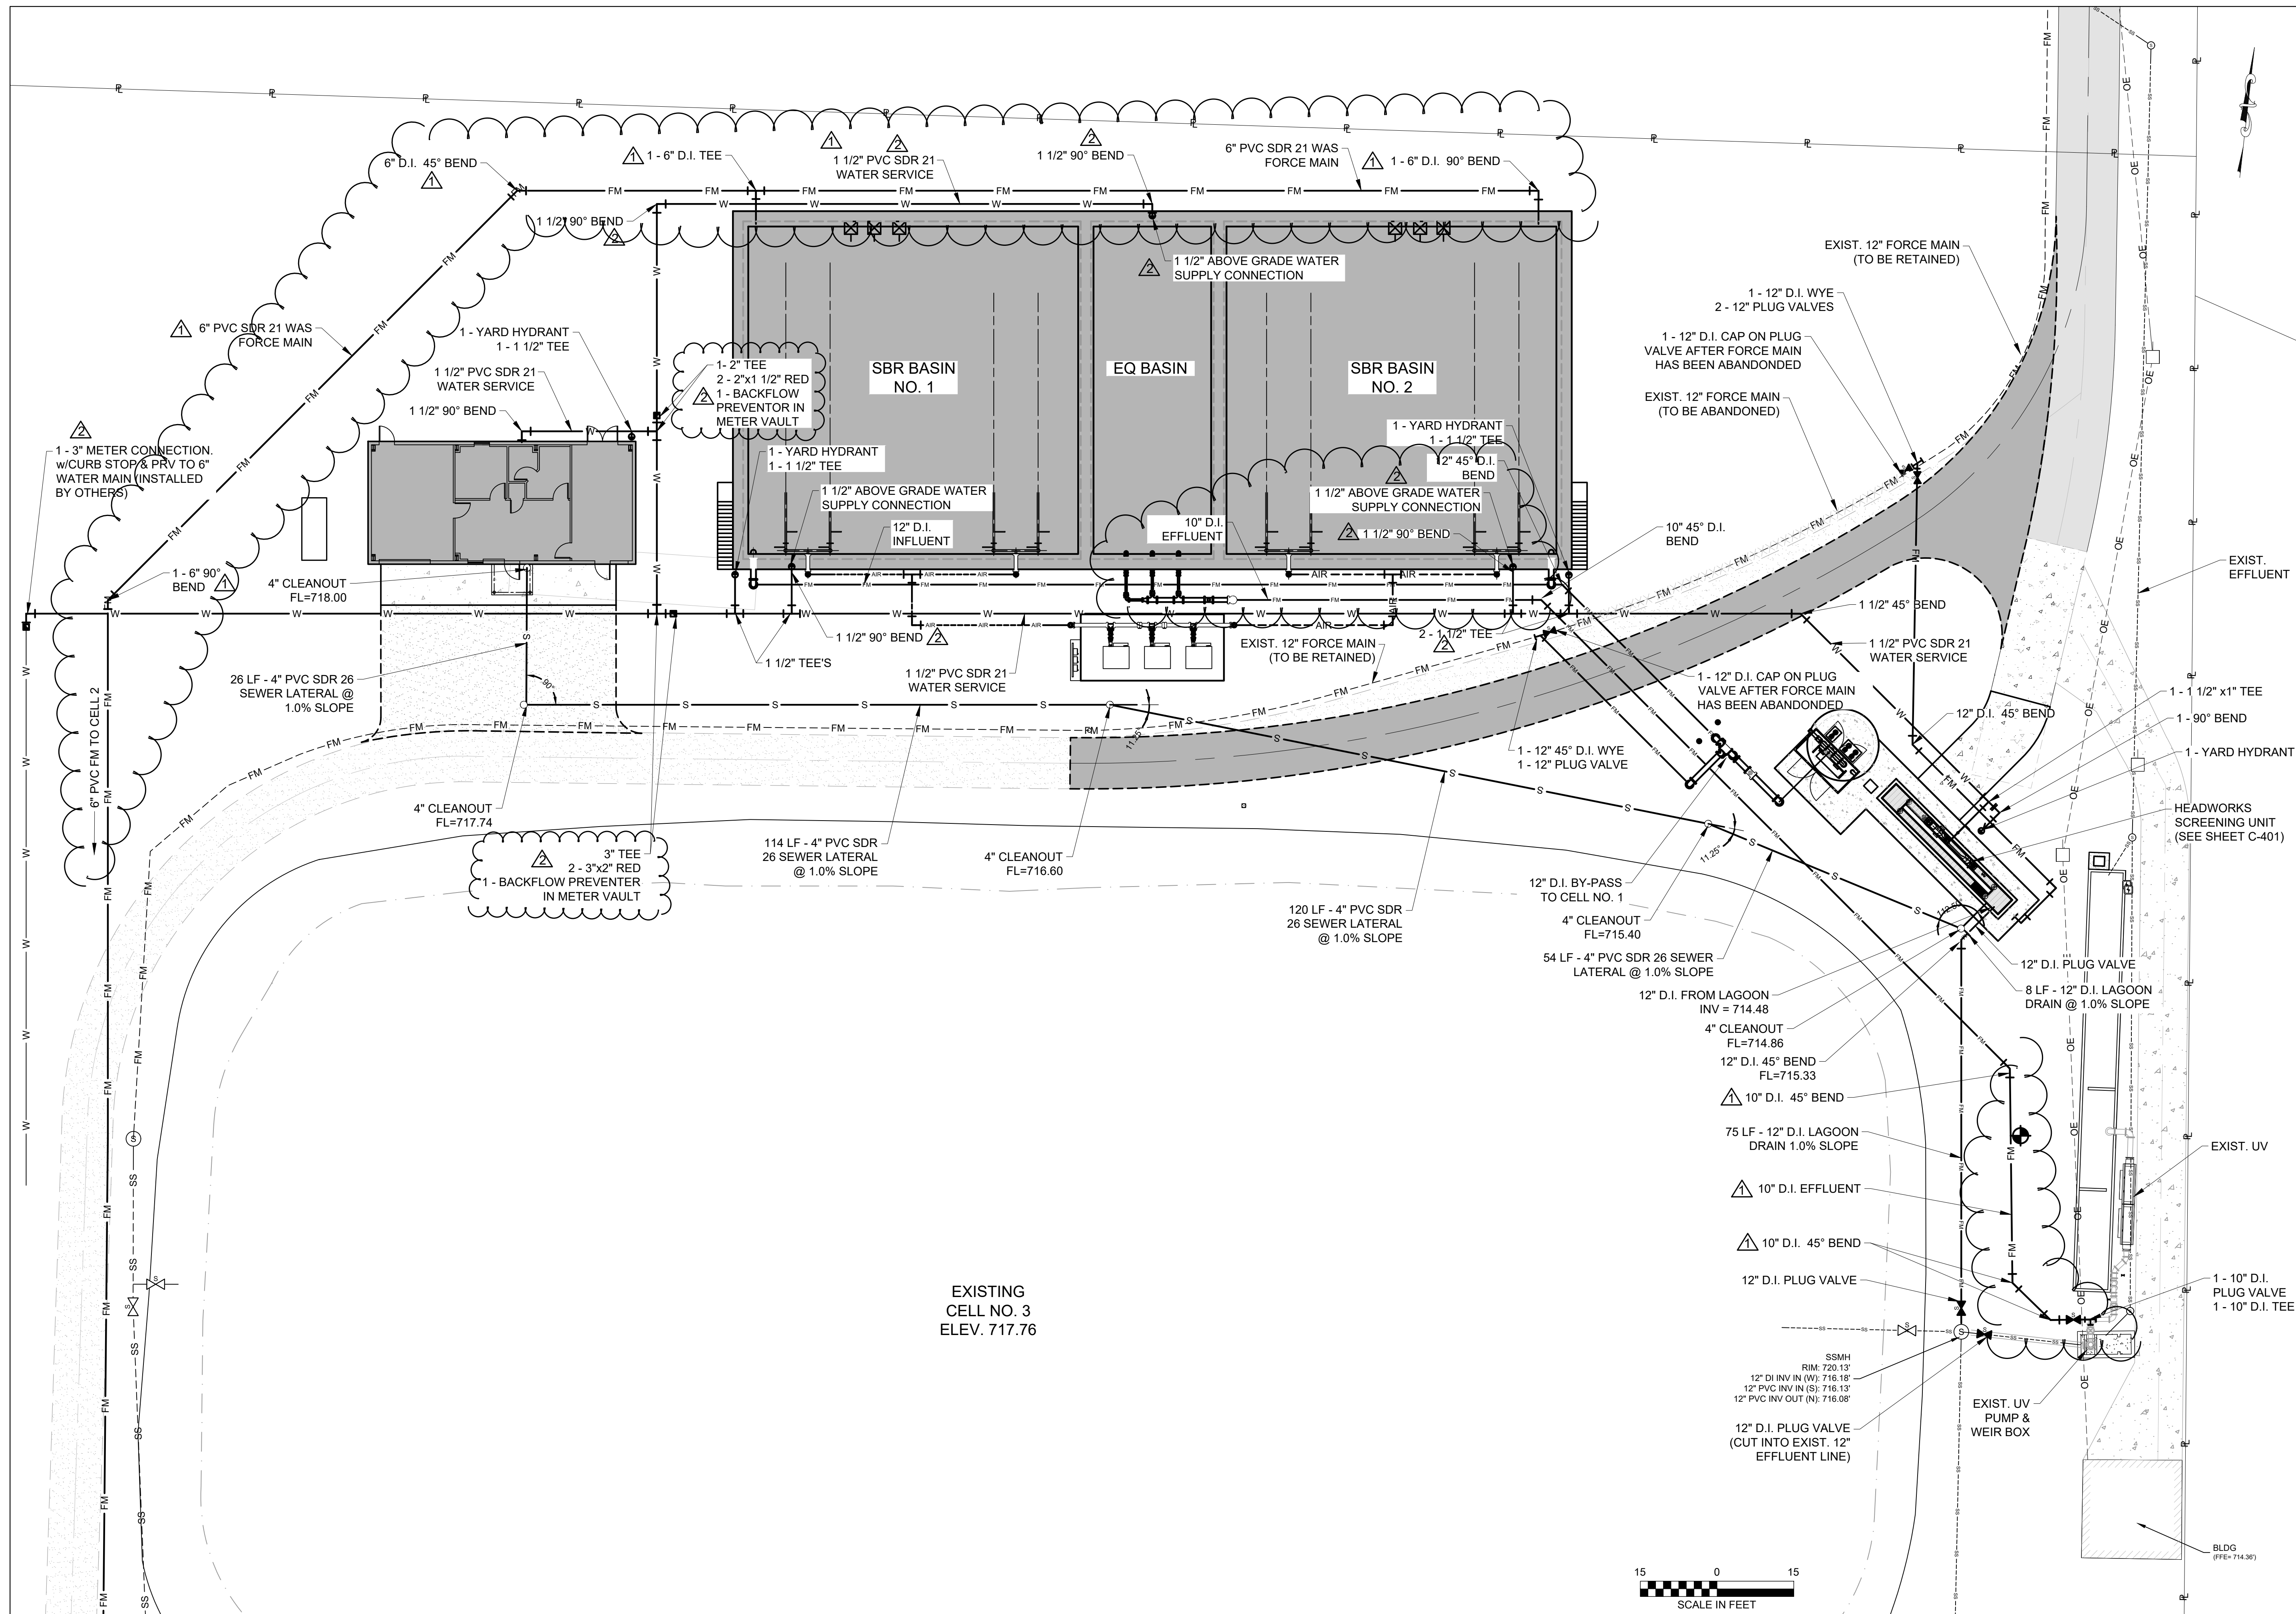 6" D.I. 45° BEND
1
1
1 - 6" D.I. TEE
1
2
1 1/2" PVC SDR 21
WATER SERVICE
2
1 1/2" 90° BEND
6" PVC SDR 21 WAS
FORCE MAIN
1
1 - 6" D.I. 90° BEND
1 1/2" 90° BEND
2
1 1/2" ABOVE GRADE WATER
SUPPLY CONNECTION
2
EXIST. 12" FORCE MAIN
(TO BE RETAINED)
1 - 12" D.I. WYE
2 - 12" PLUG VALVES
1 - 12" D.I. CAP ON PLUG
VALVE AFTER FORCE MAIN
HAS BEEN ABANDONED
EXIST. 12" FORCE MAIN
(TO BE ABANDONED)
1
6" PVC SDR 21 WAS
FORCE MAIN
1 - YARD HYDRANT
1 - 1 1/2" TEE
1 1/2" PVC SDR 21
WATER SERVICE
1 1/2" 90° BEND
1- 2" TEE
2 - 2"x1 1/2" RED
1 - BACKFLOW
PREVENTOR IN
METER VAULT
2
SBR BASIN
NO. 1
EQ BASIN
SBR BASIN
NO. 2
2
1 - 3" METER CONNECTION.
w/CURB STOP & PRV TO 6"
WATER MAIN (INSTALLED
BY OTHERS)
1 - YARD HYDRANT
1 - 1 1/2" TEE
1 - YARD HYDRANT
1 - 1 1/2" TEE
12" 45° D.I.
BEND
2
1 1/2" ABOVE GRADE WATER
SUPPLY CONNECTION
1 1/2" ABOVE GRADE WATER
SUPPLY CONNECTION
12" D.I.
INFLUENT
10" D.I.
EFFLUENT
2
1 1/2" 90° BEND
10" 45° D.I.
BEND
EXIST.
EFFLUENT
1 - 6" 90°
BEND
1
4" CLEANOUT
FL=718.00
1 1/2" 90° BEND
2
1 1/2" TEE'S
1 1/2" PVC SDR 21
WATER SERVICE
EXIST. 12" FORCE MAIN
(TO BE RETAINED)
2 - 1 1/2" TEE
2
1 1/2" 45° BEND
1 1/2" PVC SDR 21
WATER SERVICE
1 - 12" D.I. CAP ON PLUG
VALVE AFTER FORCE MAIN
HAS BEEN ABANDONED
1 - 1 1/2" x1" TEE
1 - 90° BEND
1 - YARD HYDRANT
12" D.I. 45° BEND
26 LF - 4" PVC SDR 26
SEWER LATERAL @
1.0% SLOPE
90°
11.25°
1 - 12" 45° D.I. WYE
1 - 12" PLUG VALVE
6" PVC FM TO CELL 2
4" CLEANOUT
FL=717.74
HEADWORKS
SCREENING UNIT
(SEE SHEET C-401)
2
3" TEE
2 - 3"x2" RED
1 - BACKFLOW PREVENTER
IN METER VAULT
114 LF - 4" PVC SDR
26 SEWER LATERAL
@ 1.0% SLOPE
4" CLEANOUT
FL=716.60
11.25°
112.50°
120 LF - 4" PVC SDR
26 SEWER LATERAL
@ 1.0% SLOPE
12" D.I. BY-PASS
TO CELL NO. 1
4" CLEANOUT
FL=715.40
54 LF - 4" PVC SDR 26 SEWER
LATERAL @ 1.0% SLOPE
12" D.I. PLUG VALVE
8 LF - 12" D.I. LAGOON
DRAIN @ 1.0% SLOPE
12" D.I. FROM LAGOON
INV = 714.48
4" CLEANOUT
FL=714.86
12" D.I. 45° BEND
FL=715.33
1
10" D.I. 45° BEND
75 LF - 12" D.I. LAGOON
DRAIN 1.0% SLOPE
EXIST. UV
1
10" D.I. EFFLUENT
1
10" D.I. 45° BEND
12" D.I. PLUG VALVE
1 - 10" D.I.
PLUG VALVE
1 - 10" D.I. TEE
EXISTING
CELL NO. 3
ELEV. 717.76
SSMH
RIM: 720.13'
12" DI INV IN (W): 716.18'
12" PVC INV IN (S): 716.13'
12" PVC INV OUT (N): 716.08'
12" D.I. PLUG VALVE
(CUT INTO EXIST. 12"
EFFLUENT LINE)
EXIST. UV
PUMP &
WEIR BOX
BLDG
(FFE= 714.36')
15 0 15
SCALE IN FEET